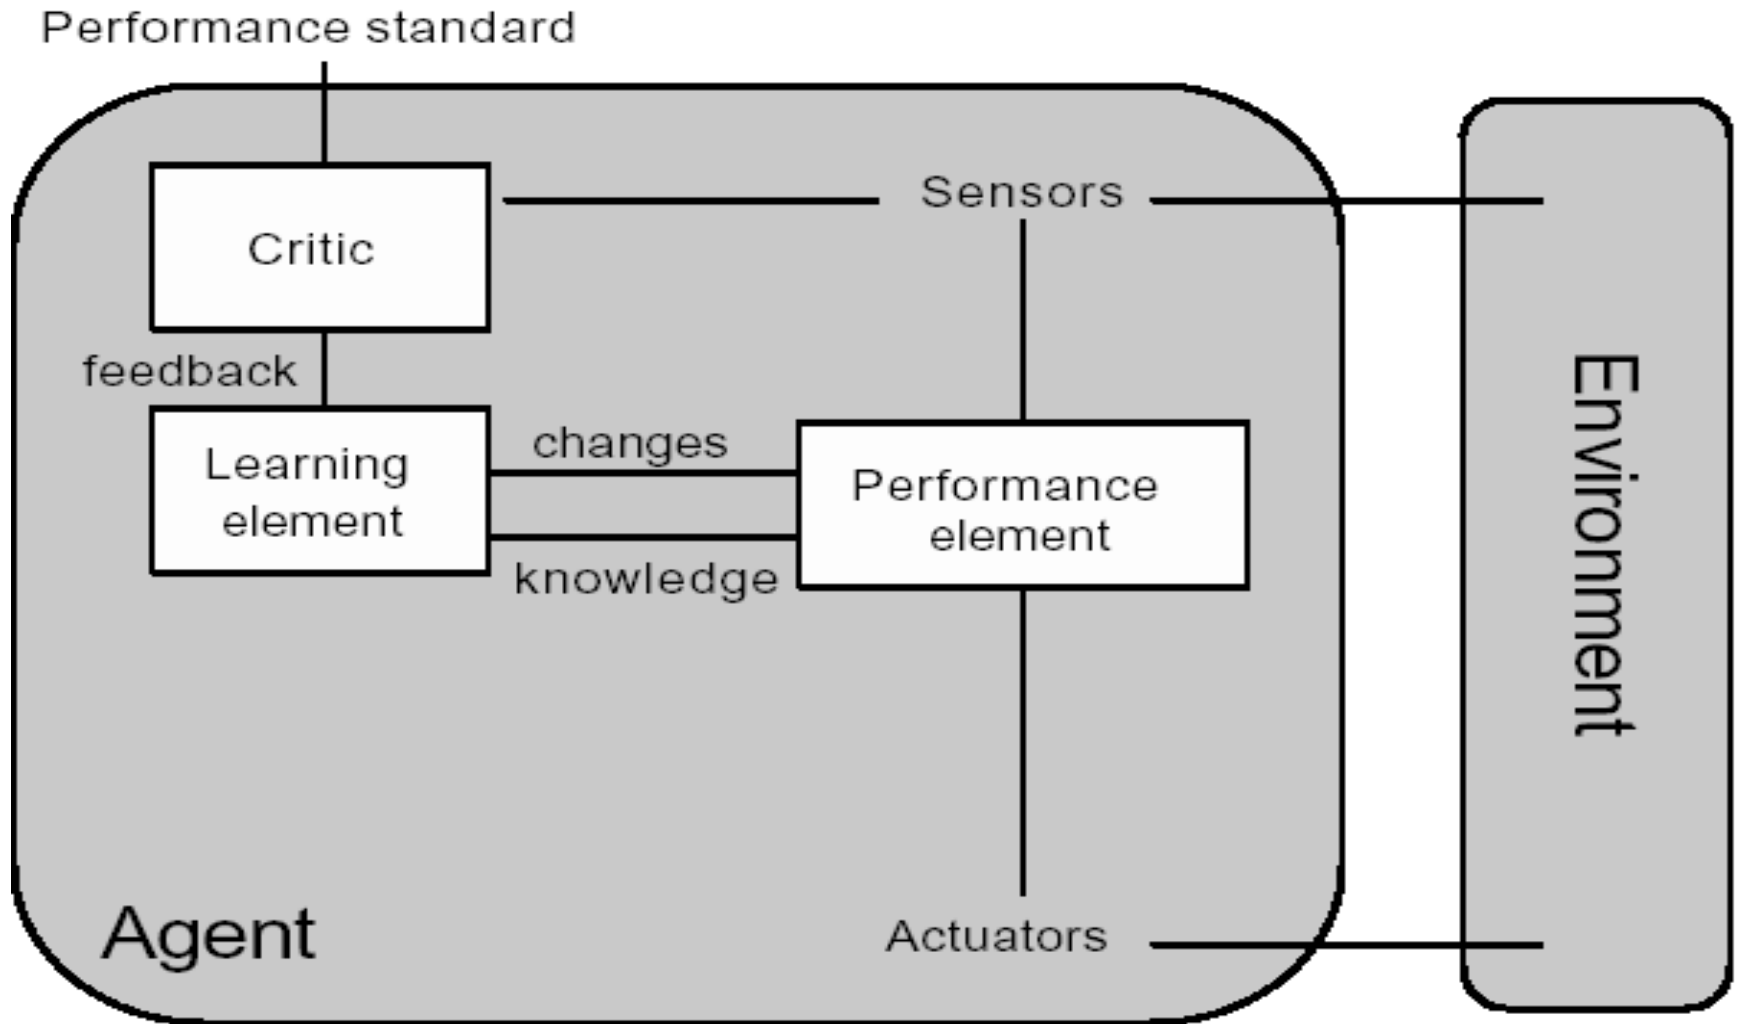 Performance standard
Sensors
Critic
feedback
changes
Learning
element
Performance
element
knowledge
Environment
Agent
Actuators